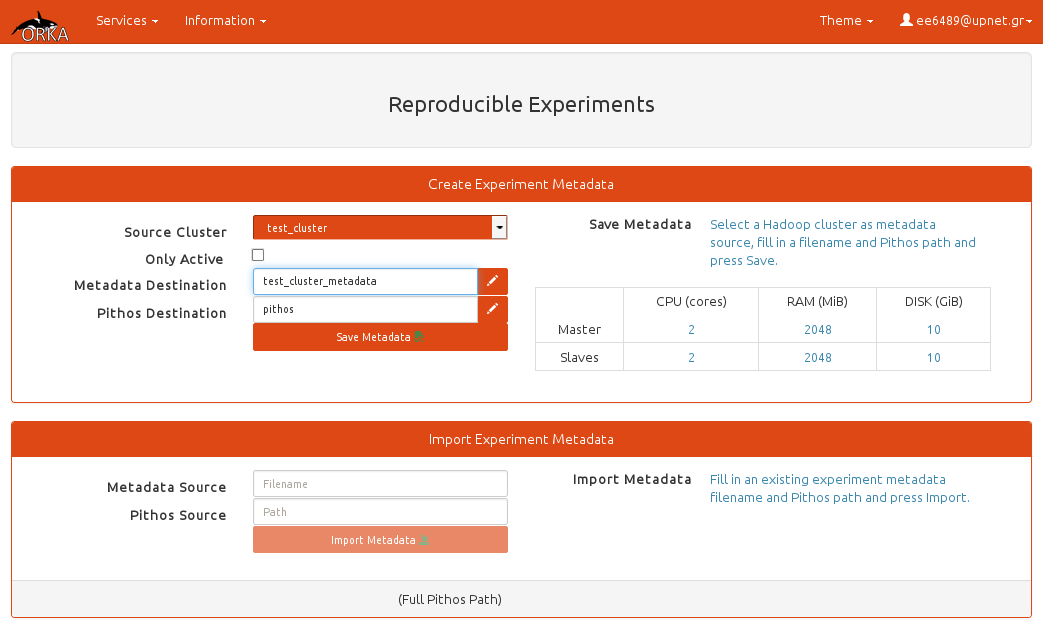 ORKA Services Information Theme ee6489@upnet.gr
Reproducible Experiments
Create Experiment Metadata
Source Cluster test_cluster
Only Active
Metadata Destination test_cluster_metadata
Pithos Destination pithos
Save Metadata
Save Metadata Select a Hadoop cluster as metadata
source, fill in a filename and Pithos path and
press Save.
CPU (cores) RAM (MiB) DISK (GiB)
Master 2 2048 10
Slaves 2 2048 10
Import Experiment Metadata
Metadata Source Filename
Pithos Source Path
Import Metadata
Import Metadata Fill in an existing experiment metadata
filename and Pithos path and press Import.
(Full Pithos Path)